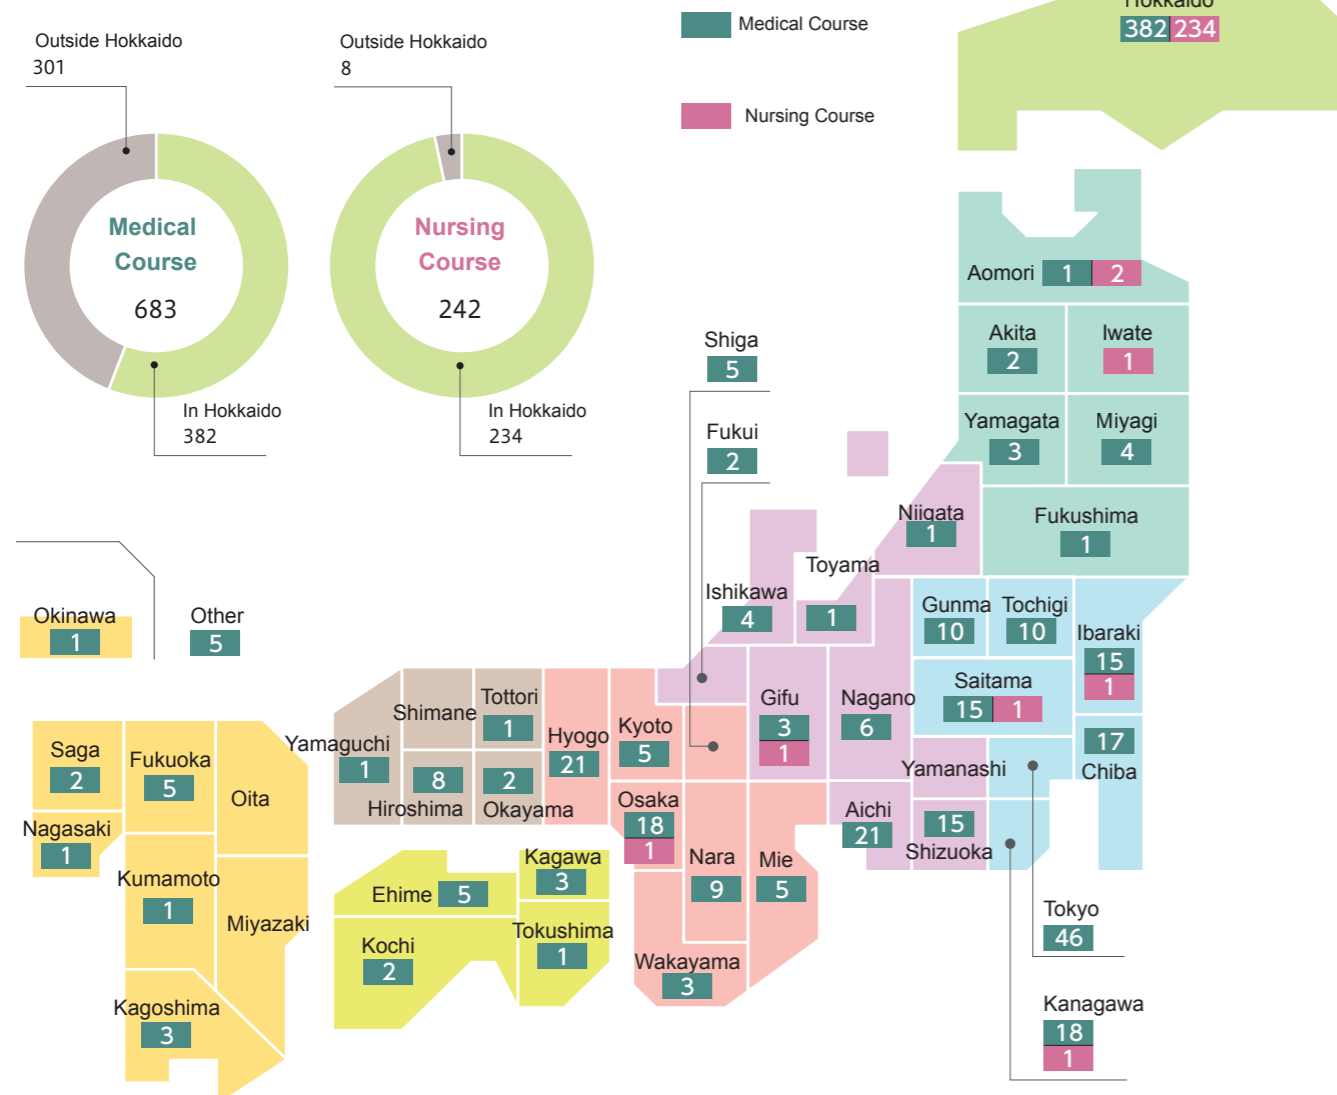 Outside Hokkaido
301
Medical
Course
683
In Hokkaido
382
Outside Hokkaido
8
Nursing
Course
242
In Hokkaido
234
Medical Course
Nursing Course
Hokkaido
382 234
Aomori 1 2
Akita
2
Iwate
1
Yamagata
3
Miyagi
4
Shiga
5
Fukui
2
Niigata
1
Fukushima
1
Toyama
1
Ishikawa
4
Gunma
10
Tochigi
10
Ibaraki
15
1
Saitama
15 1
Okinawa
1
Other
5
Gifu
3
1
Nagano
6
Yamanashi
17
Chiba
Shimane
Tottori
1
Yamaguchi
1
8
Hiroshima
2
Okayama
Hyogo
21
Kyoto
5
Osaka
18
1
Aichi
21
15
Shizuoka
Saga
2
Fukuoka
5
Oita
Nagasaki
1
Kumamoto
1
Miyazaki
Kagoshima
3
Ehime 5
Kagawa
3
Kochi
2
Tokushima
1
Nara
9
Mie
5
Wakayama
3
Tokyo
46
Kanagawa
18
1